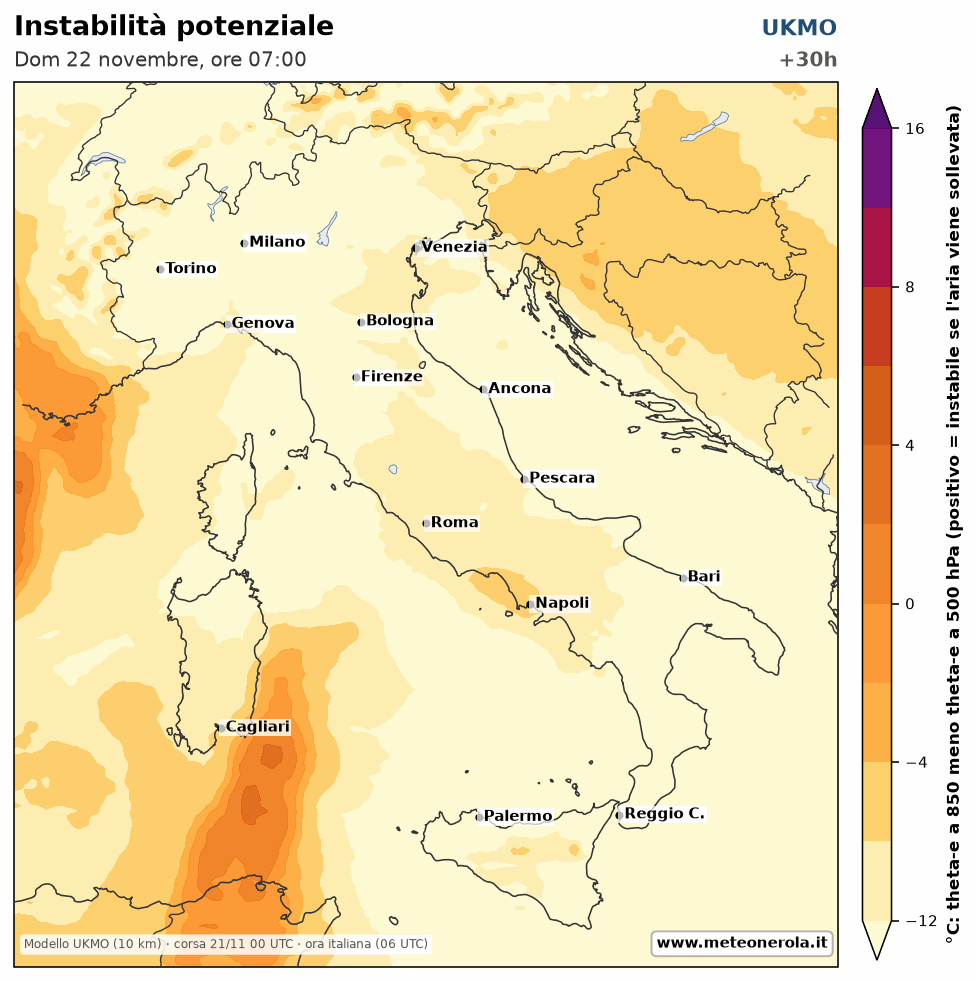 Instabilità potenziale
UKMO
Dom 22 novembre, ore 07:00
+30h
Milano
Venezia
Torino
Genova
Bologna
Firenze
Ancona
Pescara
Roma
Bari
Napoli
Cagliari
Palermo
Reggio C.
Modello UKMO (10 km) · corsa 21/11 00 UTC · ora italiana (06 UTC)
www.meteonerola.it
16
8
4
0
−4
−12
°C: theta-e a 850 meno theta-e a 500 hPa (positivo = instabile se l'aria viene sollevata)